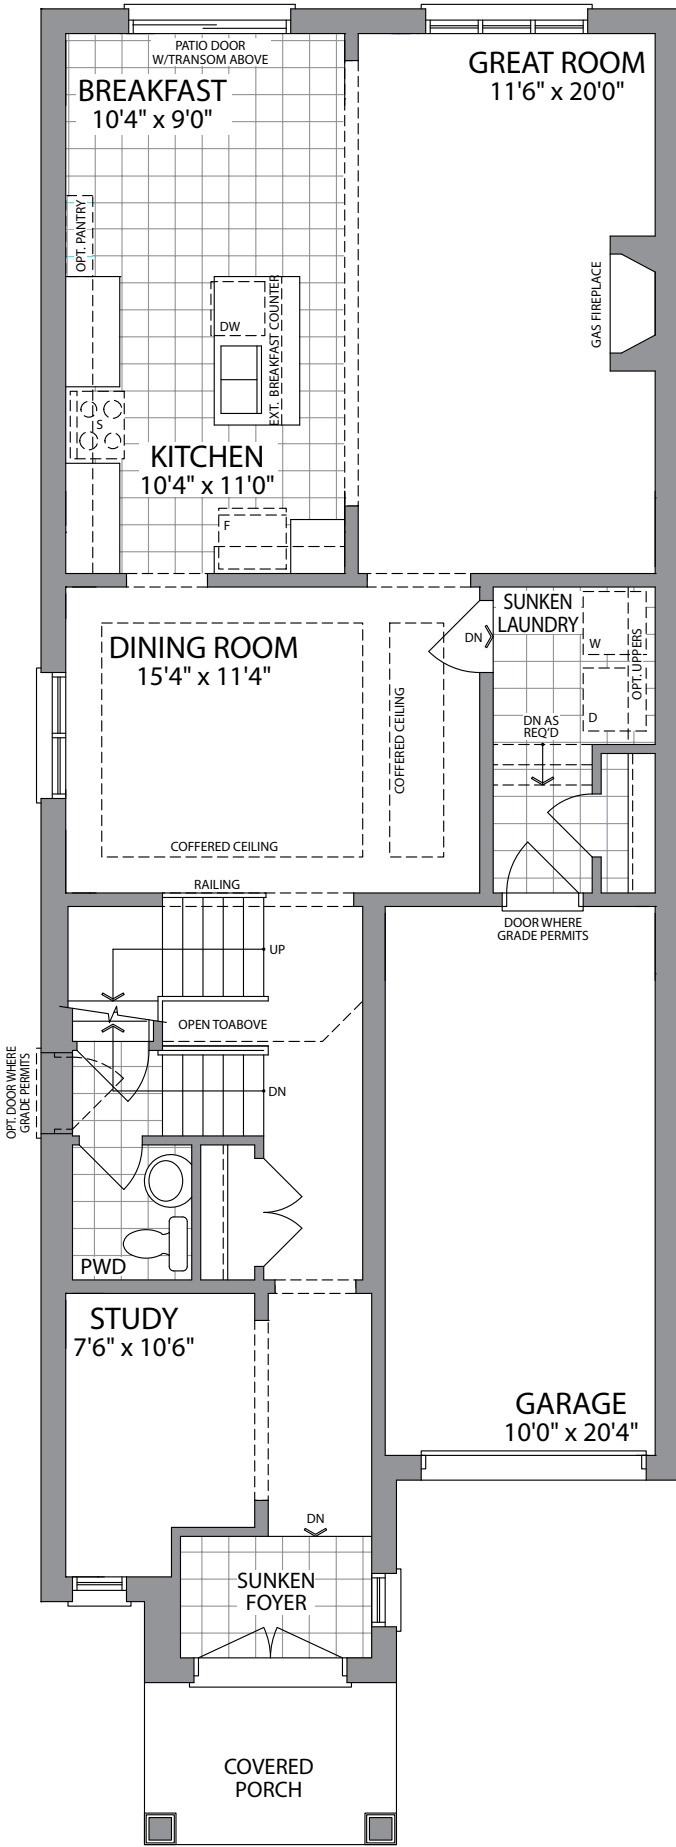 PATIO DOOR
W/TRANSOM ABOVE
BREAKFAST
10'4" x 9'0"
GREAT ROOM
11'6" x 20'0"
OPT. PANTRY
GAS FIREPLACE
DW
EXT. BREAKFAST COUNTER
S
KITCHEN
10'4" x 11'0"
F
DINING ROOM
15'4" x 11'4"
COFFERED CEILING
COFFERED CEILING
SUNKEN
LAUNDRY
DN
W
D
OPT. UPPERS
DN AS
REQ'D
RAILING
DOOR WHERE
GRADE PERMITS
UP
OPEN TOABOVE
DN
OPT. DOOR WHERE
GRADE PERMITS
PWD
STUDY
7'6" x 10'6"
GARAGE
10'0" x 20'4"
DN
SUNKEN
FOYER
COVERED
PORCH